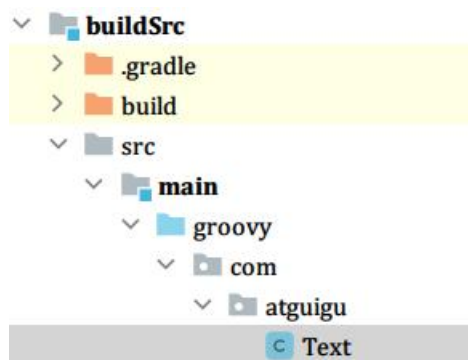 buildSrc
.gradle
build
src
main
groovy
com
atguigu
C Text